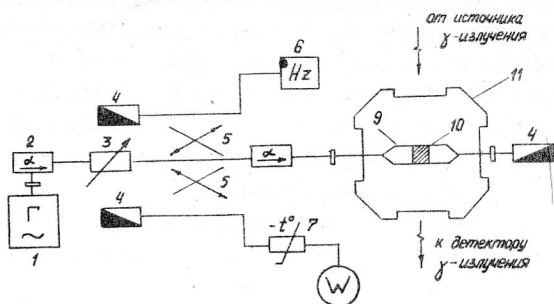 от источника
γ-излучения
6
Hz
11
4
2
α
3
5
α
9
10
4
5
4
-t°
7
Г
~
1
W
к детектору
γ-излучения